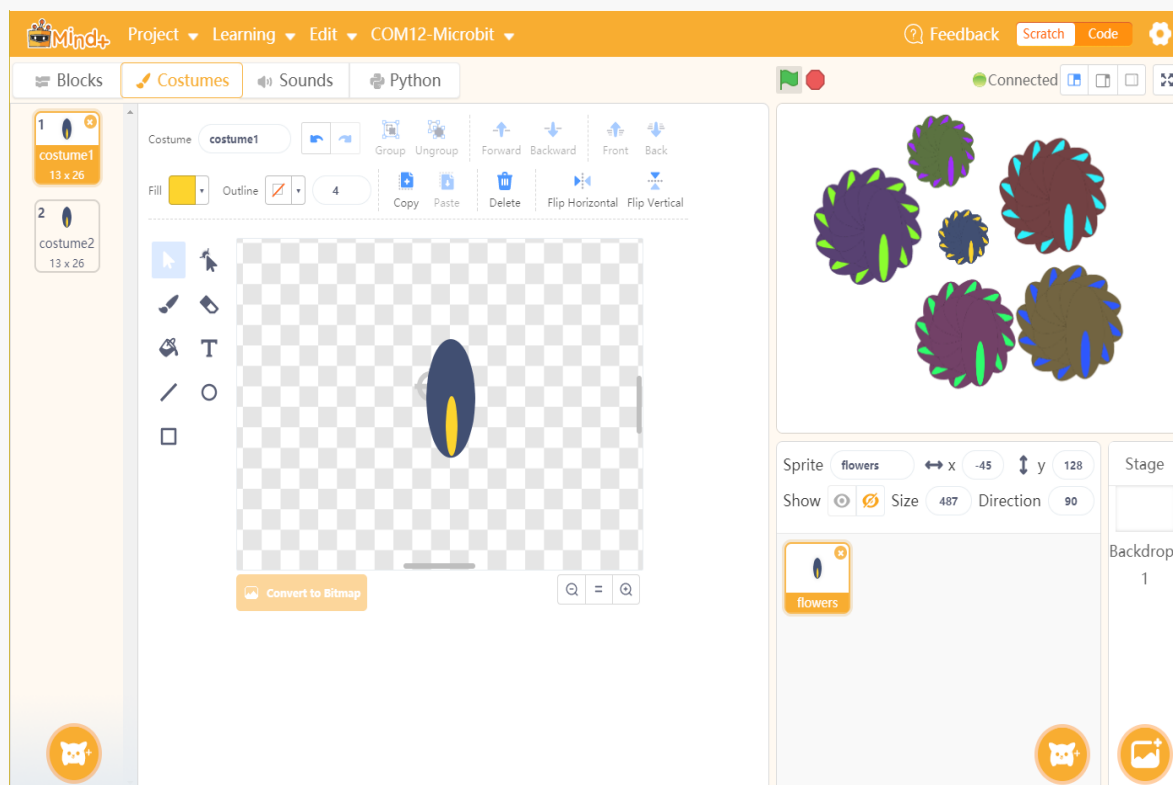 Mind+ Project Learning Edit COM12-Microbit Feedback Scratch Code
Blocks Costumes Sounds Python Connected
1
costume1
13 x 26
2
costume2
13 x 26
Costume costume1 Group Ungroup Forward Backward Front Back
Fill Outline 4 Copy Paste Delete Flip Horizontal Flip Vertical
T
Convert to Bitmap
=
Sprite flowers x -45 y 128
Show Size 487 Direction 90
flowers
Stage
Backdrop
1